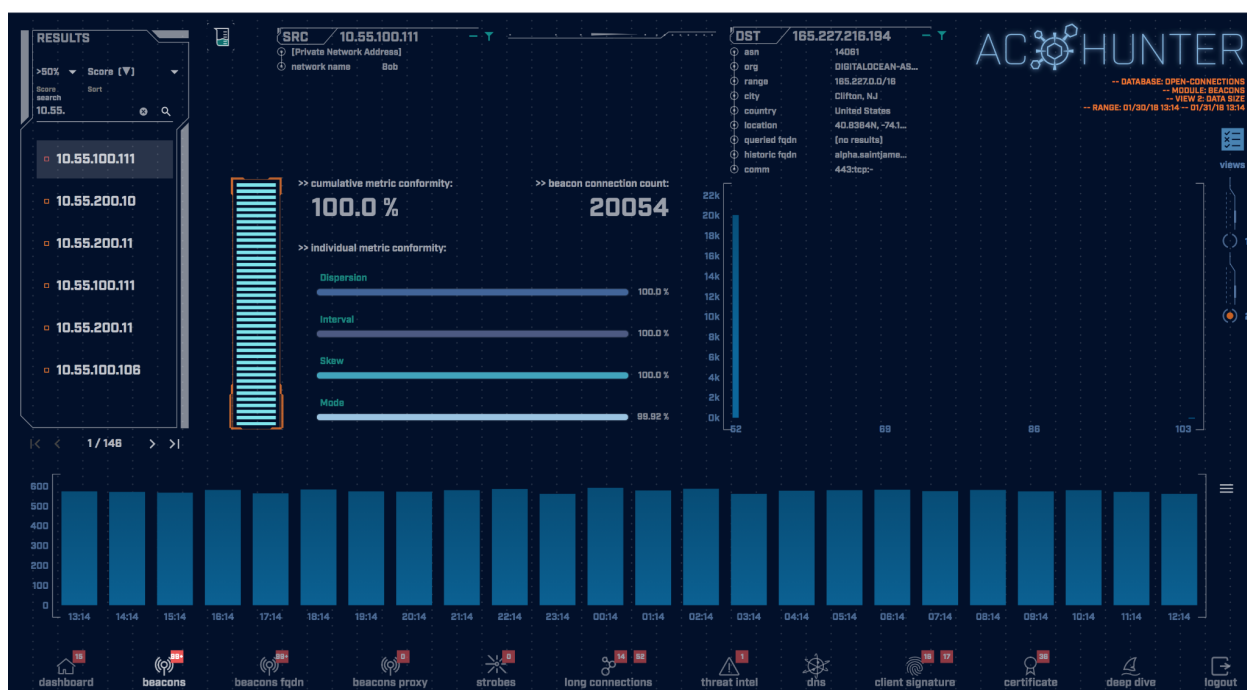 RESULTS
>50% Score (▼)
Score Sort
search
10.55.
10.55.100.111
10.55.200.10
10.55.200.11
10.55.100.111
10.55.200.11
10.55.100.106
1 / 146
SRC 10.55.100.111
[Private Network Address]
network name Bob
DST 165.227.216.194
asn 14061
org DIGITALOCEAN-AS...
range 165.227.0.0/16
city Clifton, NJ
country United States
location 40.8364N, -74.1...
queried fqdn [no results]
historic fqdn alpha.saintjame...
comm 443:tcp:-
AC HUNTER
-- DATABASE: OPEN-CONNECTIONS
-- MODULE: BEACONS
-- VIEW 2: DATA SIZE
-- RANGE: 01/30/18 13:14 -- 01/31/18 13:14
views
>> cumulative metric conformity: >> beacon connection count:
100.0 % 20054
>> individual metric conformity:
Dispersion
100.0 %
Interval
100.0 %
Skew
100.0 %
Mode
99.92 %
22k
20k
18k
16k
14k
12k
10k
8k
6k
4k
2k
0k
52 69 86 103
600
500
400
300
200
100
0
13:14 14:14 15:14 16:14 17:14 18:14 19:14 20:14 21:14 22:14 23:14 00:14 01:14 02:14 03:14 04:14 05:14 06:14 07:14 08:14 09:14 10:14 11:14 12:14
15 99+ 99+ 0 0 14 52 1 16 17 36
dashboard beacons beacons fqdn beacons proxy strobes long connections threat intel dns client signature certificate deep dive logout